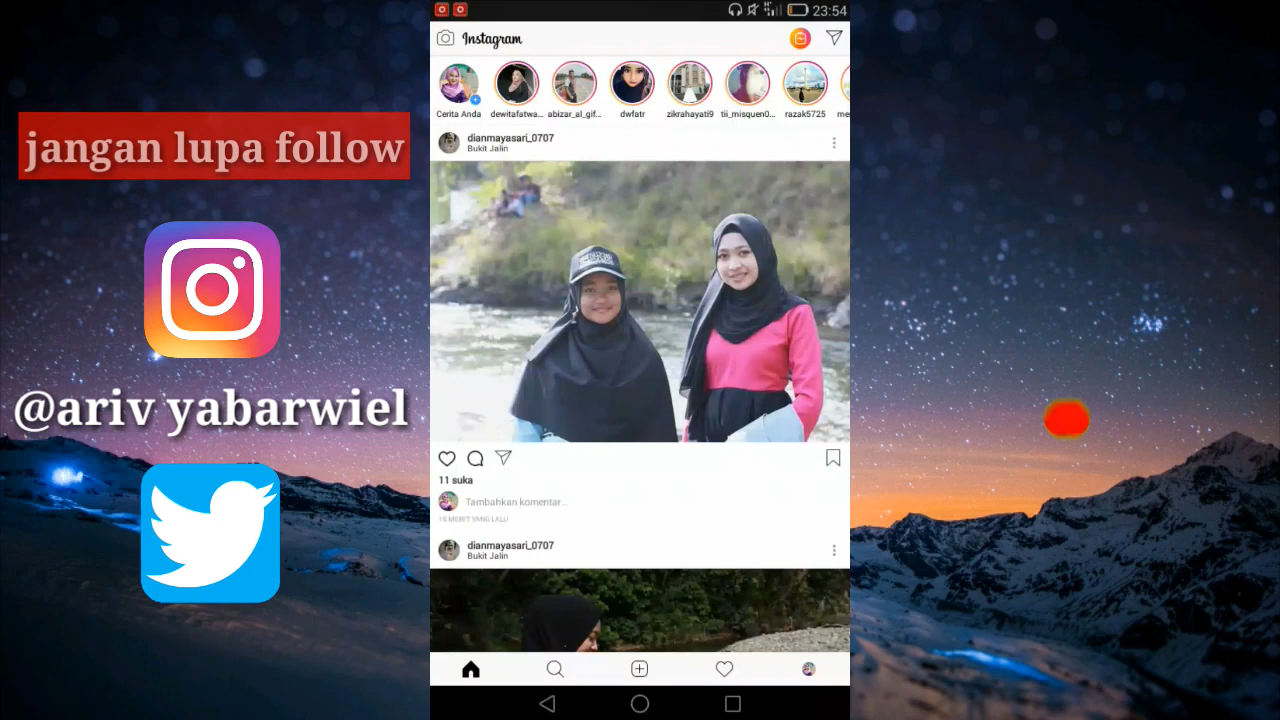 23:54
Instagram
Cerita Anda
dewitafatwa...
abizar_al_gif...
dwfatr
zikrahayati9
tii_misquen0...
razak5725
me
jangan lupa follow
dianmayasari_0707
Bukit Jalin
@ariv yabarwiel
11 suka
Tambahkan komentar...
16 MENIT YANG LALU
dianmayasari_0707
Bukit Jalin